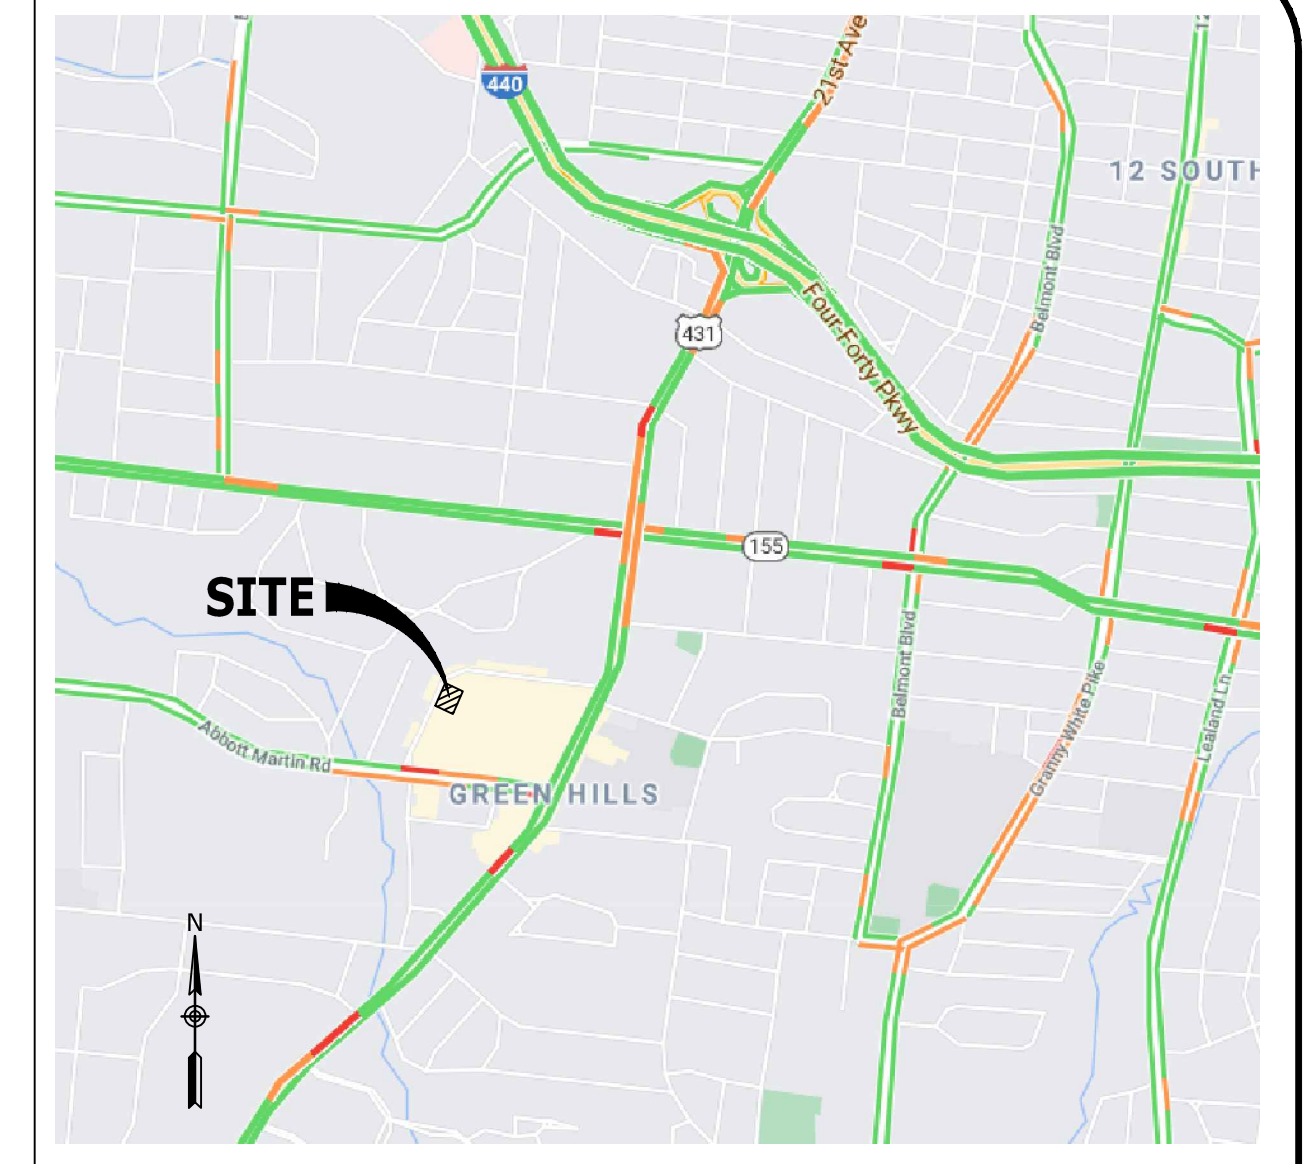 440
21st Ave
12 SOUTH
12
Belmont Blvd
431
Four-Forty Pkwy
155
SITE
Belmont Blvd
Granny White Pike
Lealand Ln
Abbott Martin Rd
GREEN HILLS
N